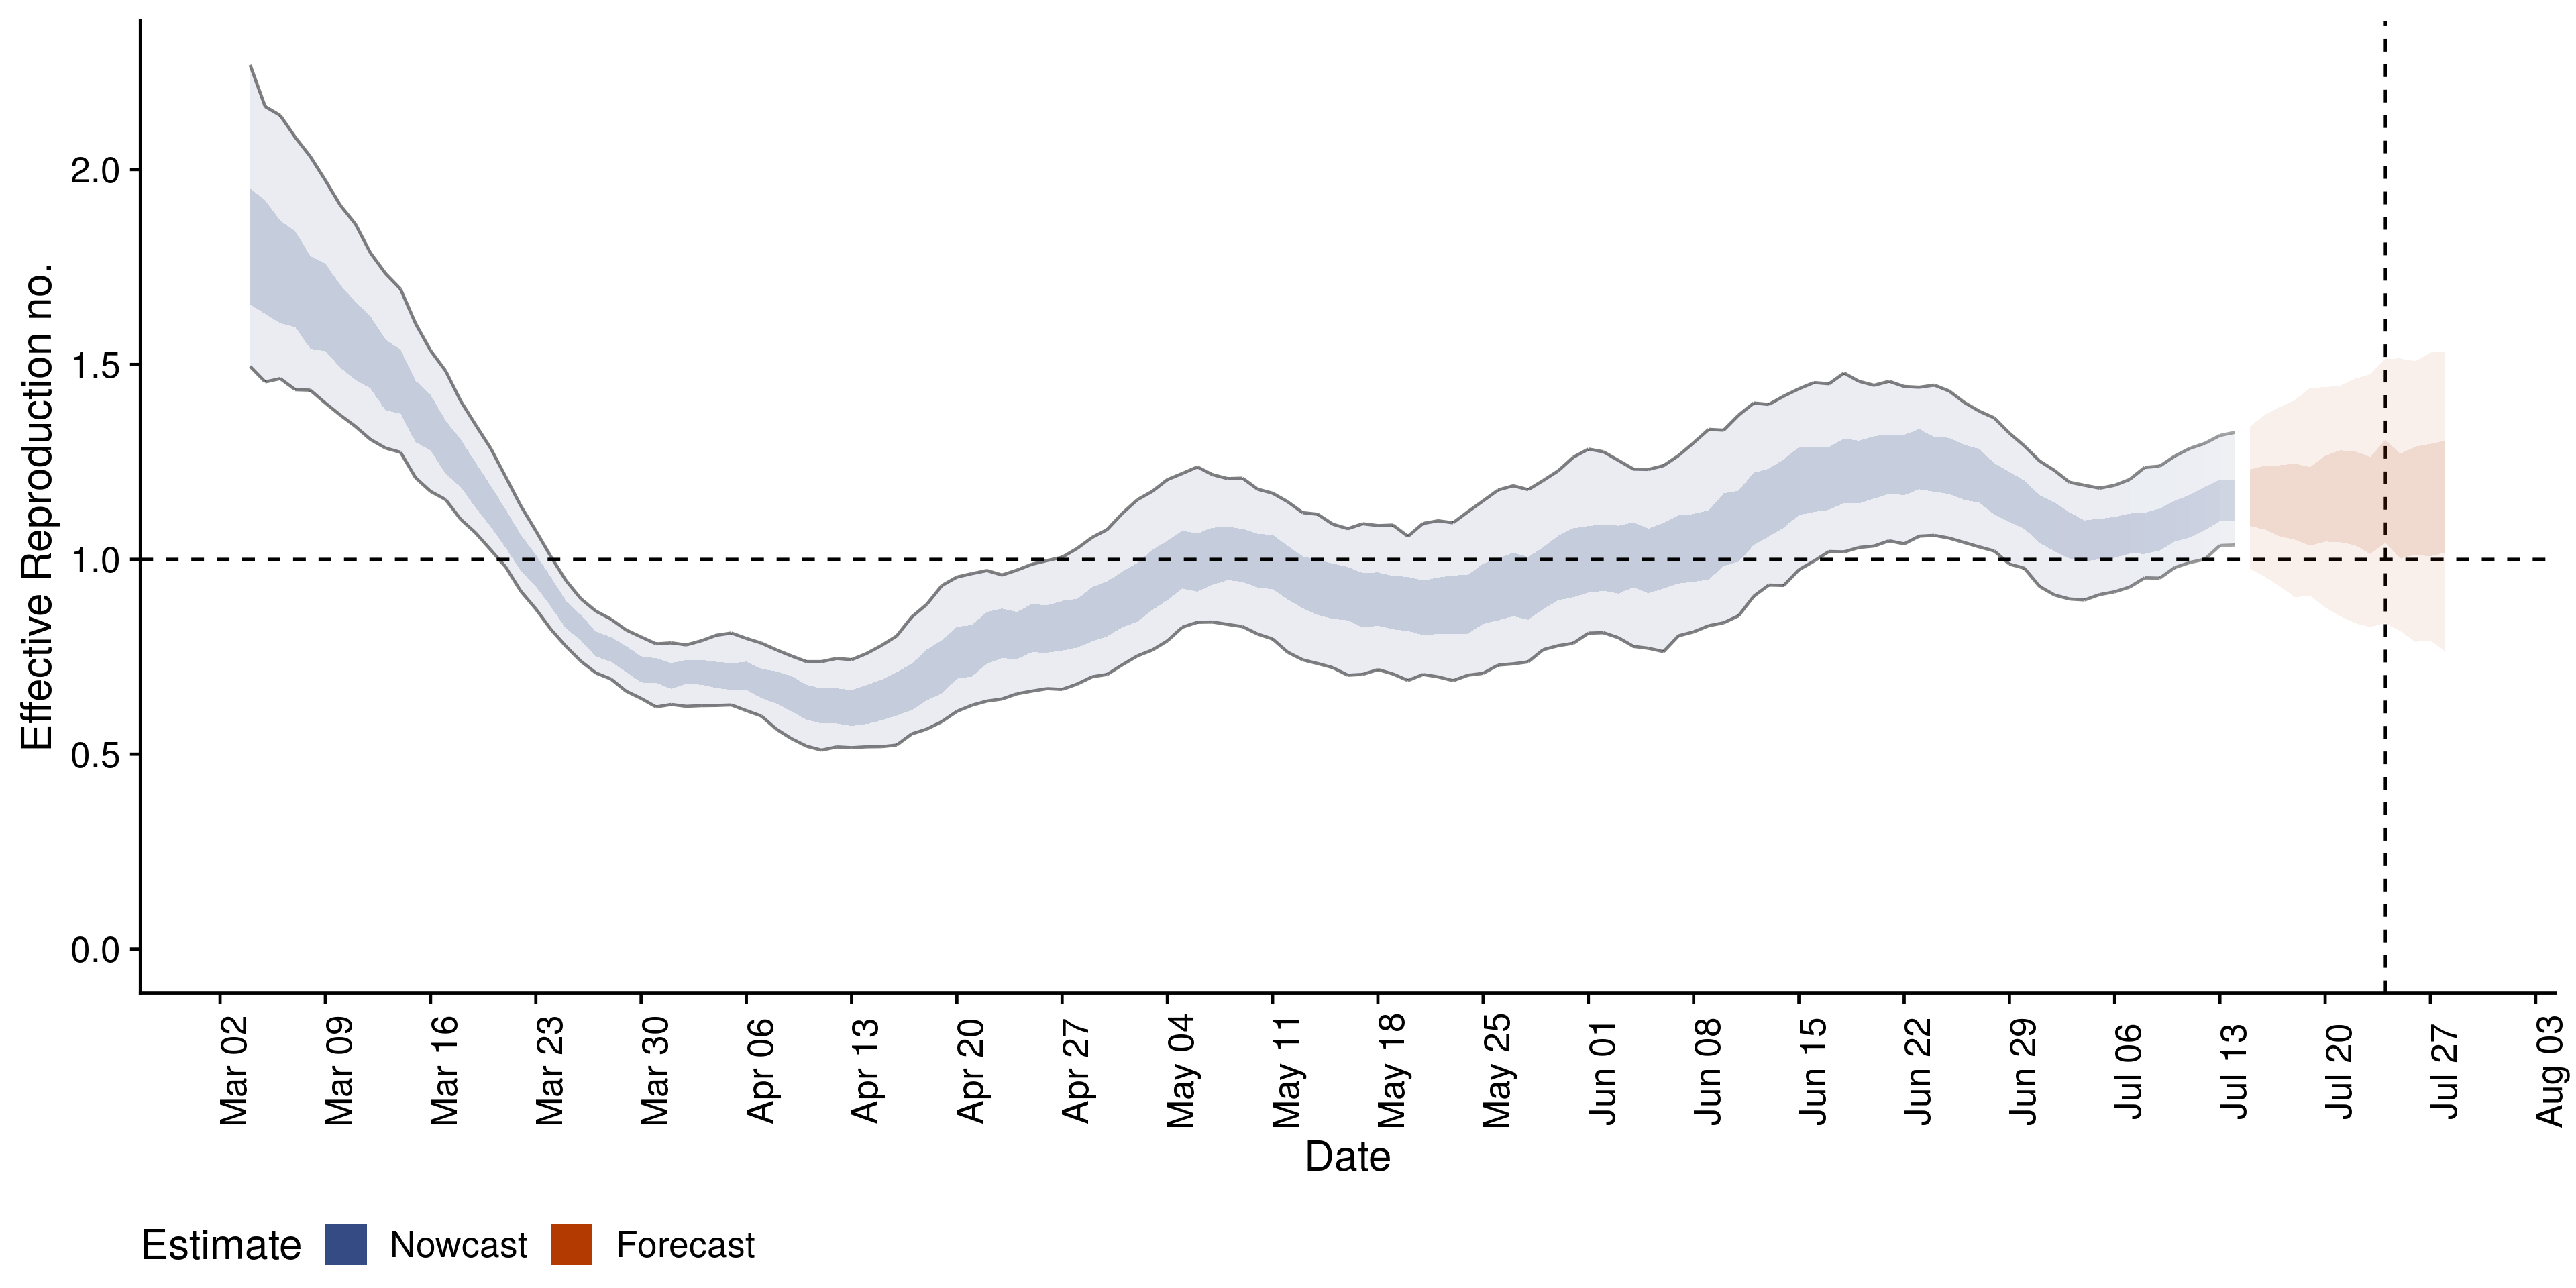 Effective Reproduction no.
2.0
1.5
1.0
0.5
0.0
Mar 02
Mar 09
Mar 16
Mar 23
Mar 30
Apr 06
Apr 13
Apr 20
Apr 27
May 04
May 11
May 18
May 25
Jun 01
Jun 08
Jun 15
Jun 22
Jun 29
Jul 06
Jul 13
Jul 20
Jul 27
Aug 03
Date
Estimate Nowcast Forecast